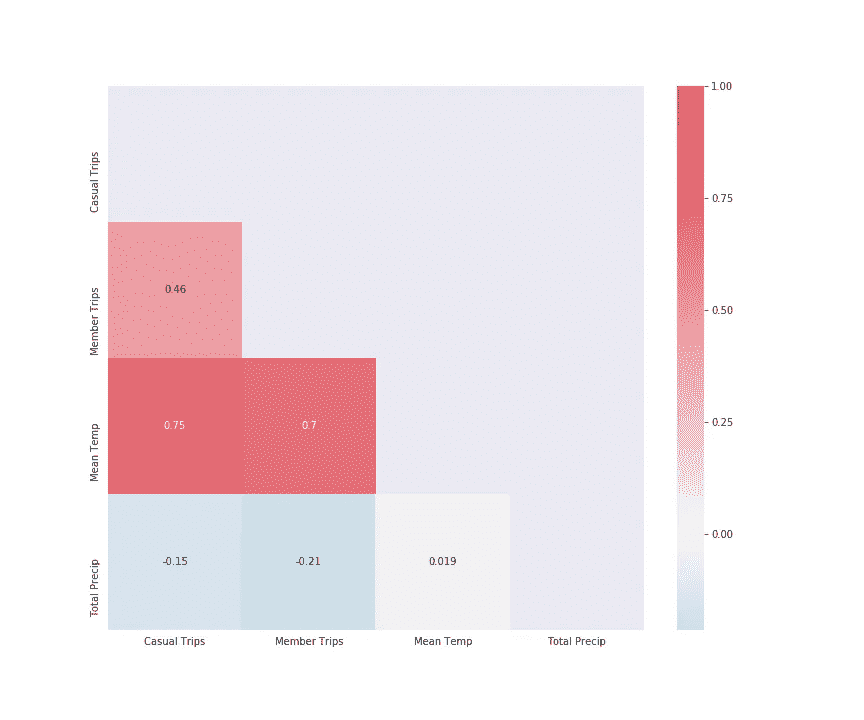 1.00
Casual Trips
0.75
Member Trips
0.46
0.50
Mean Temp
0.75
0.7
0.25
Total Precip
-0.15
-0.21
0.019
0.00
Casual Trips
Member Trips
Mean Temp
Total Precip